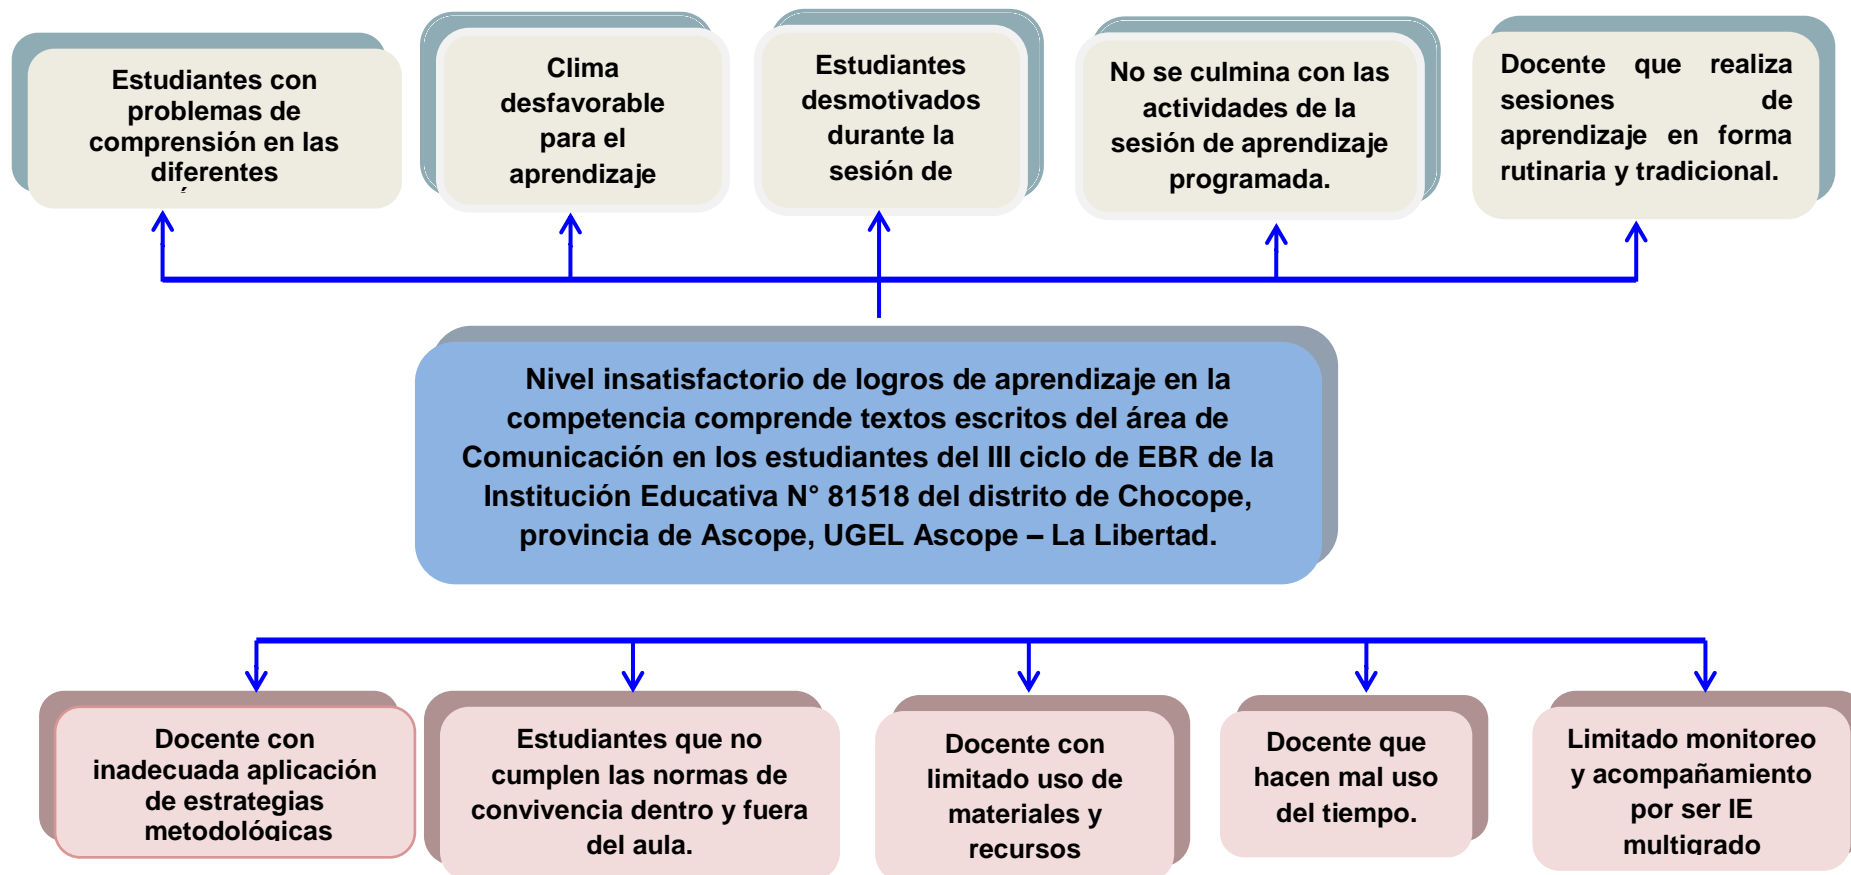 Estudiantes con
problemas de
comprensión en las
diferentes
Clima
desfavorable
para el
aprendizaje
Estudiantes
desmotivados
durante la
sesión de
No se culmina con las
actividades de la
sesión de aprendizaje
programada.
Docente que realiza
sesiones de
aprendizaje en forma
rutinaria y tradicional.
Nivel insatisfactorio de logros de aprendizaje en la
competencia comprende textos escritos del área de
Comunicación en los estudiantes del III ciclo de EBR de la
Institución Educativa N° 81518 del distrito de Chocope,
provincia de Ascope, UGEL Ascope – La Libertad.
Docente con
inadecuada aplicación
de estrategias
metodológicas
Estudiantes que no
cumplen las normas de
convivencia dentro y fuera
del aula.
Docente con
limitado uso de
materiales y
recursos
Docente que
hacen mal uso
del tiempo.
Limitado monitoreo
y acompañamiento
por ser IE
multigrado